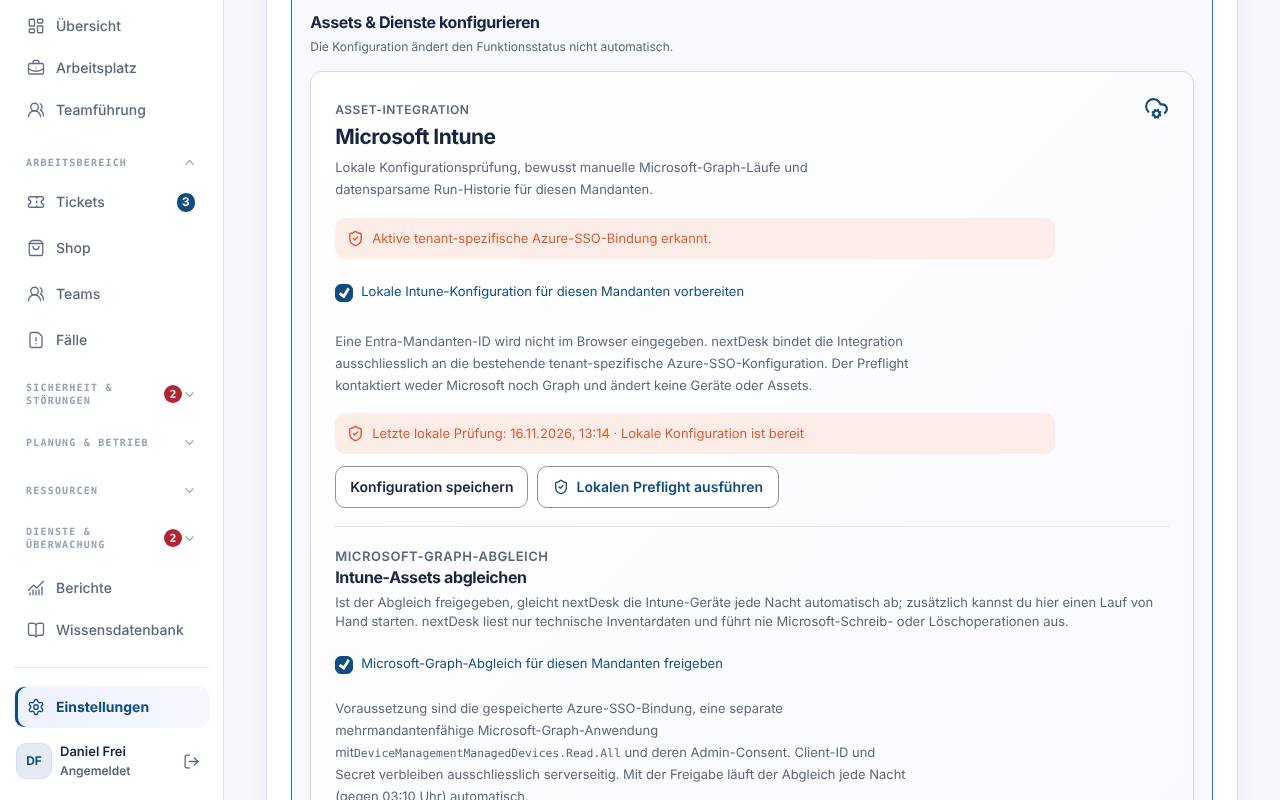 Übersicht
Arbeitsplatz
Teamführung
ARBEITSBEREICH
Tickets 3
Shop
Teams
Fälle
SICHERHEIT &
STÖRUNGEN 2
PLANUNG & BETRIEB
RESSOURCEN
DIENSTE &
ÜBERWACHUNG 2
Berichte
Wissensdatenbank
Einstellungen
DF
Daniel Frei
Angemeldet
Assets & Dienste konfigurieren
Die Konfiguration ändert den Funktionsstatus nicht automatisch.
ASSET-INTEGRATION
Microsoft Intune
Lokale Konfigurationsprüfung, bewusst manuelle Microsoft-Graph-Läufe und
datensparsame Run-Historie für diesen Mandanten.
Aktive tenant-spezifische Azure-SSO-Bindung erkannt.
Lokale Intune-Konfiguration für diesen Mandanten vorbereiten
Eine Entra-Mandanten-ID wird nicht im Browser eingegeben. nextDesk bindet die Integration
ausschliesslich an die bestehende tenant-spezifische Azure-SSO-Konfiguration. Der Preflight
kontaktiert weder Microsoft noch Graph und ändert keine Geräte oder Assets.
Letzte lokale Prüfung: 16.11.2026, 13:14 · Lokale Konfiguration ist bereit
Konfiguration speichern
Lokalen Preflight ausführen
MICROSOFT-GRAPH-ABGLEICH
Intune-Assets abgleichen
Ist der Abgleich freigegeben, gleicht nextDesk die Intune-Geräte jede Nacht automatisch ab; zusätzlich kannst du hier einen Lauf von
Hand starten. nextDesk liest nur technische Inventardaten und führt nie Microsoft-Schreib- oder Löschoperationen aus.
Microsoft-Graph-Abgleich für diesen Mandanten freigeben
Voraussetzung sind die gespeicherte Azure-SSO-Bindung, eine separate
mehrmandantenfähige Microsoft-Graph-Anwendung
mitDeviceManagementManagedDevices.Read.All und deren Admin-Consent. Client-ID und
Secret verbleiben ausschliesslich serverseitig. Mit der Freigabe läuft der Abgleich jede Nacht
(gegen 03:10 Uhr) automatisch.